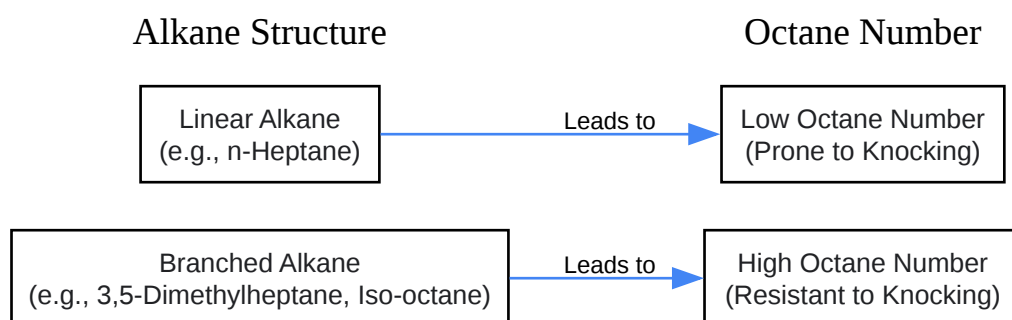 Alkane Structure
Octane Number
Linear Alkane
(e.g., n-Heptane)
Leads to
Low Octane Number
(Prone to Knocking)
Branched Alkane
(e.g., 3,5-Dimethylheptane, Iso-octane)
Leads to
High Octane Number
(Resistant to Knocking)